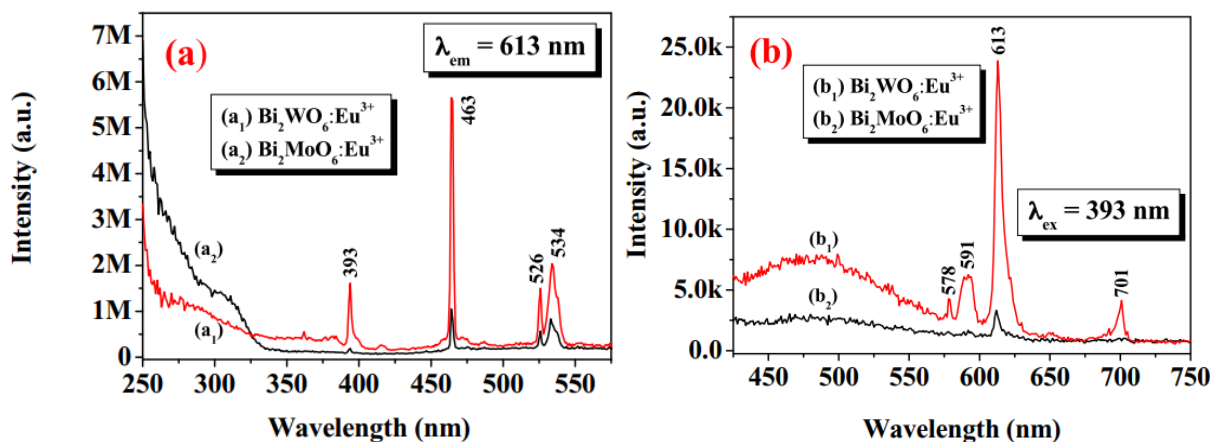 (a)
λem = 613 nm
(a1) Bi2WO6:Eu3+
(a2) Bi2MoO6:Eu3+
7M
6M
5M
4M
3M
2M
1M
0
Intensity (a.u.)
(a2)
(a1)
393
463
526
534
250 300 350 400 450 500 550
Wavelength (nm)
(b)
(b1) Bi2WO6:Eu3+
(b2) Bi2MoO6:Eu3+
λex = 393 nm
25.0k
20.0k
15.0k
10.0k
5.0k
0.0
Intensity (a.u.)
(b1)
(b2)
578
591
613
701
450 500 550 600 650 700 750
Wavelength (nm)